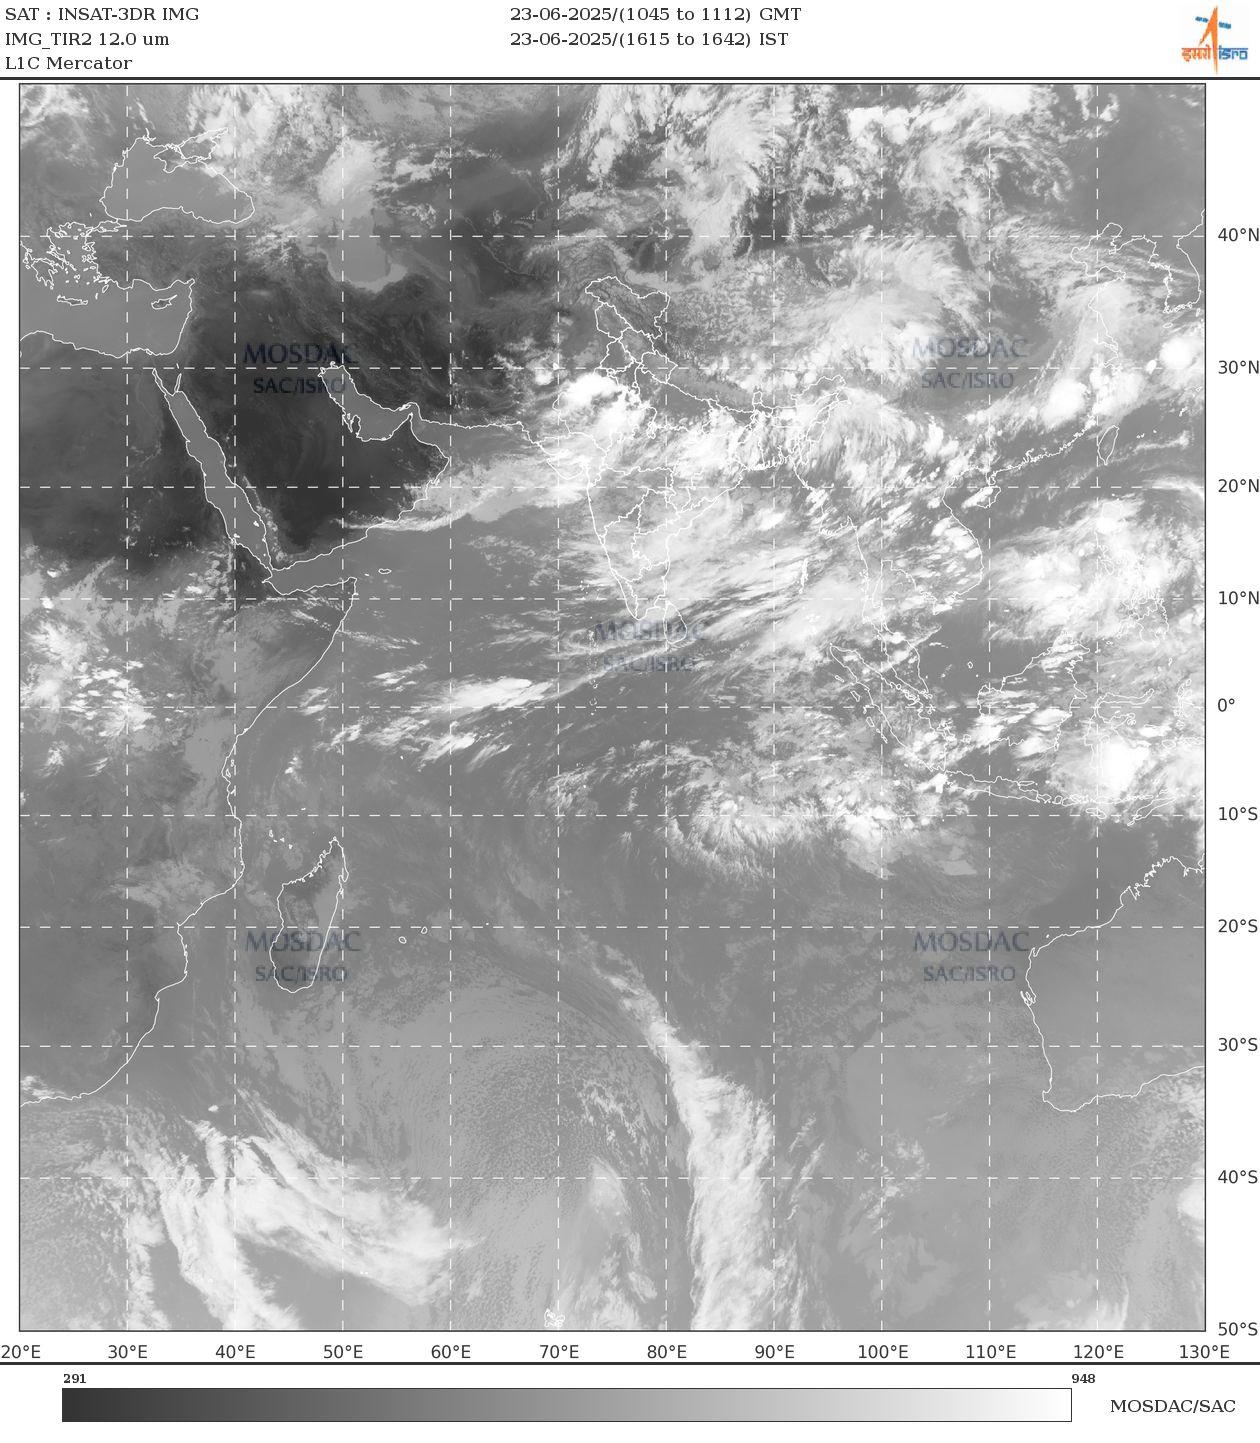 SAT : INSAT-3DR IMG
23-06-2025/(1045 to 1112) GMT
IMG_TIR2 12.0 um
23-06-2025/(1615 to 1642) IST
L1C Mercator
इसरो isro
40°N
MOSDAC
SAC/ISRO
MOSDAC
SAC/ISRO
30°N
20°N
10°N
MOSDAC
SAC/ISRO
0°
10°S
20°S
MOSDAC
SAC/ISRO
MOSDAC
SAC/ISRO
30°S
40°S
50°S
20°E 30°E 40°E 50°E 60°E 70°E 80°E 90°E 100°E 110°E 120°E 130°E
291
948
MOSDAC/SAC